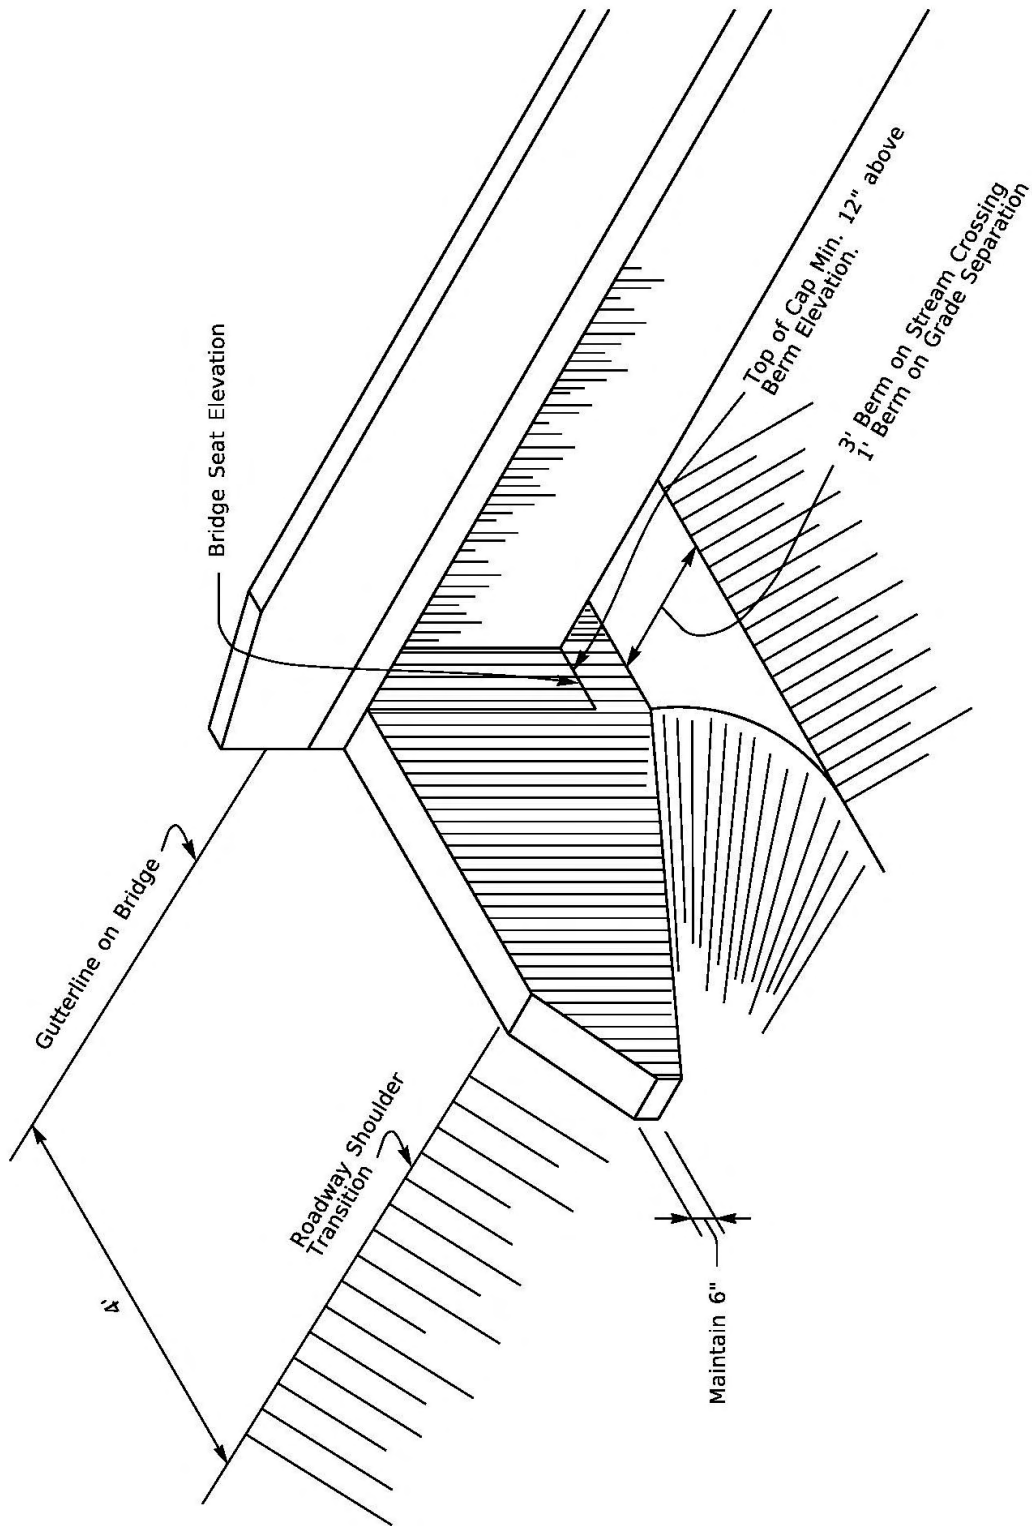 Bridge Seat Elevation
Top of Cap Min. 12" above
Berm Elevation.
3' Berm on Stream Crossing
1' Berm on Grade Separation
Gutterline on Bridge
Roadway Shoulder
Transition
4'
Maintain 6"